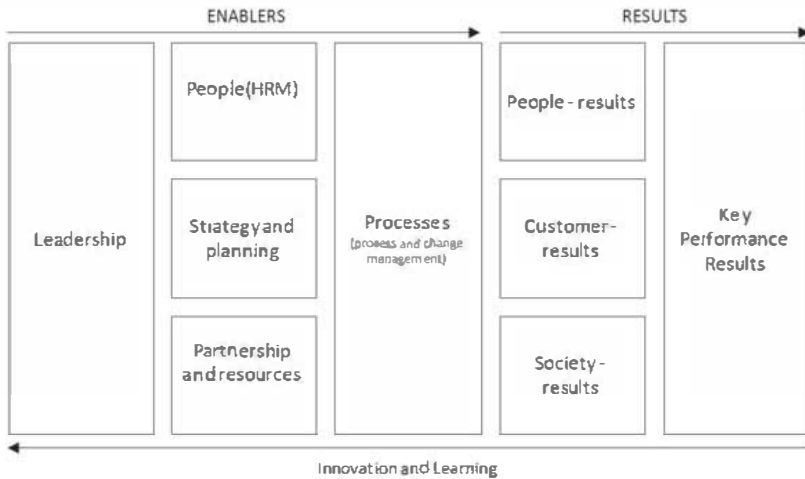 ENABLERS
RESULTS
Leadership
People(HRM)
Strategy and
planning
Partnership
and resources
Processes
(process and change
management)
People - results
Customer-
results
Society -
results
Key
Performance
Results
Innovation and Learning